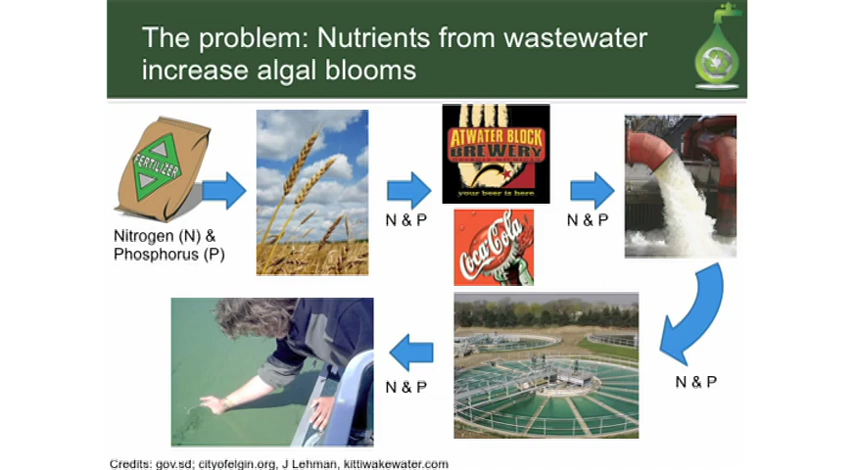 The problem: Nutrients from wastewater
increase algal blooms
FERTILIZER
Nitrogen (N) &
Phosphorus (P)
ATWATER BLOCK
BREWERY
your beer is here
Coca-Cola
N & P
N & P
N & P
N & P
Credits: gov.sd; cityofelgin.org, J Lehman, kittiwakewater.com